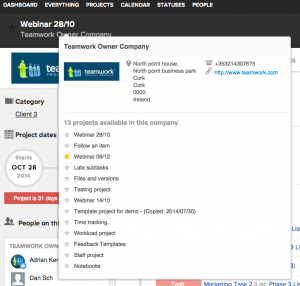 DASHBOARD EVERYTHING PROJECTS CALENDAR STATUSES PEOPLE
Webinar 28/10
Teamwork Owner Company
Teamwork Owner Company
teamwork
North point house,
North point business park
Cork
Cork
0000
Ireland
+353214307675
http://www.teamwork.com
13 projects available in this company
Webinar 28/10
Follow an item
Webinar 09/12
Late subtasks
Files and versions
Testing project
Webinar 14/10
Template project for demo - (Copied: 2014/07/30)
Time tracking.
Workload project
Feedback Templates
Staff project
Notebooks
Category
Client 3
Project dates
Starts
OCT 28
2014
Project is 31 days
People on this
TEAMWORK OWN
Adrian Ker
Dan Sch
Task
Marketing Task 2 (List: Phase 3 List